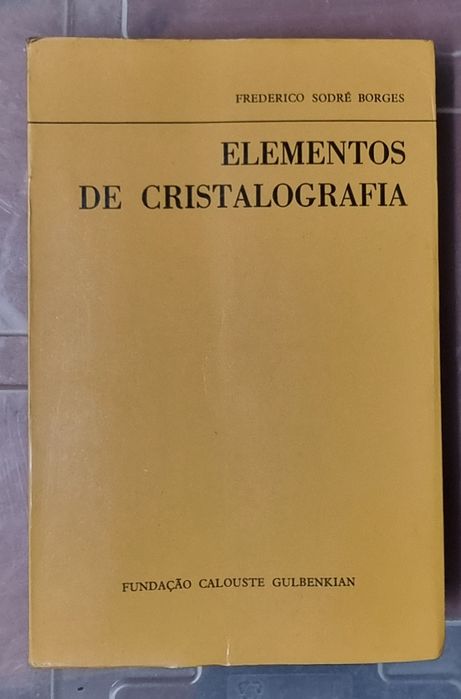 FREDERICO SODRÉ BORGES
ELEMENTOS
DE CRISTALOGRAFIA
FUNDAÇÃO CALOUSTE GULBENKIAN